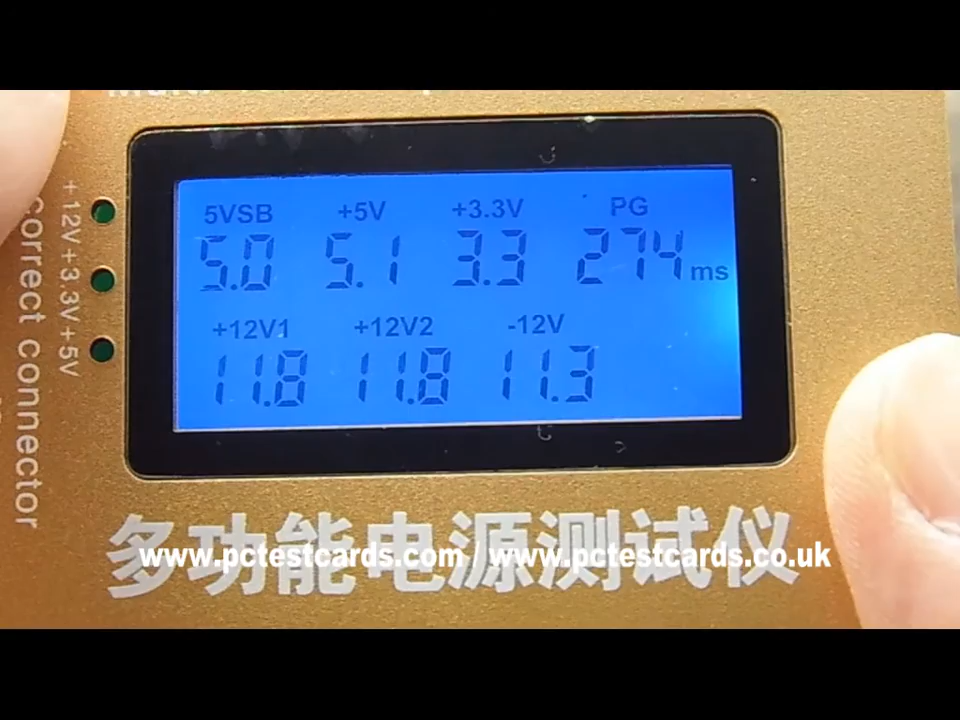 5VSB +5V +3.3V PG
5.0 5.1 3.3 274 ms
+12V1 +12V2 -12V
11.8 11.8 11.3
+12V+3.3V+5V
correct connector
多功能电源测试仪
www.pctestcards.com / www.pctestcards.co.uk